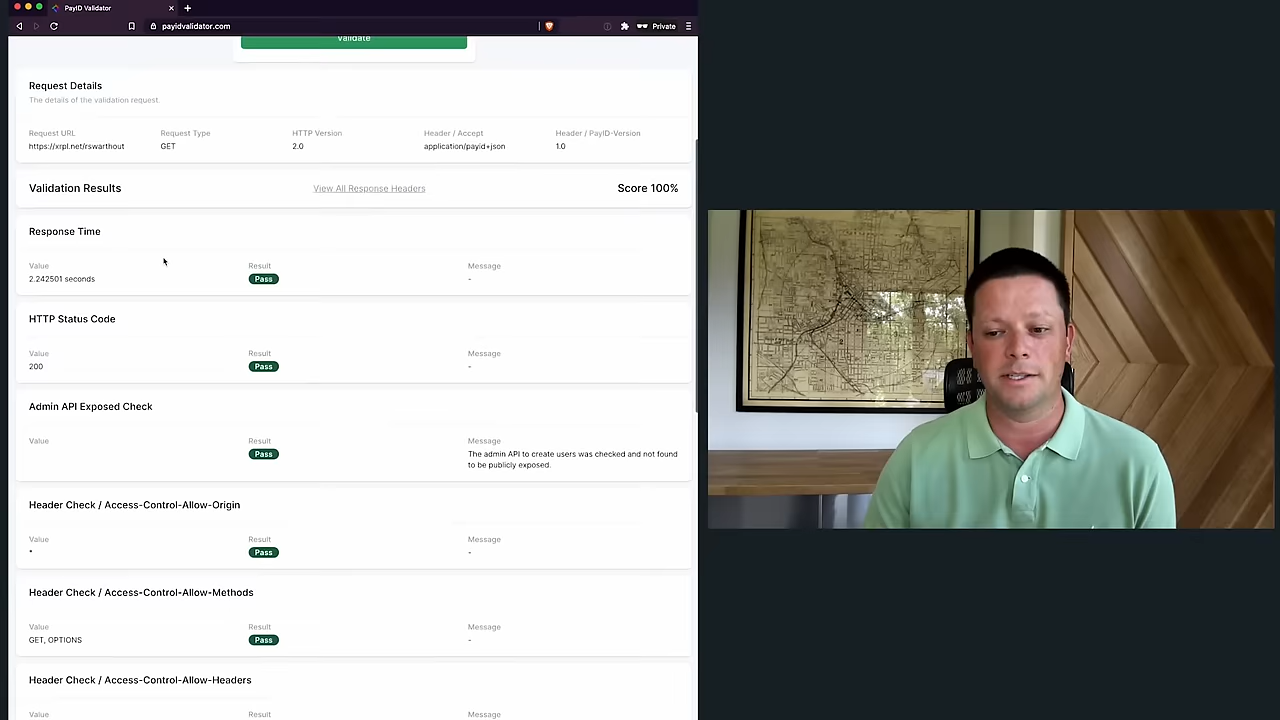 PayID Validator
payidvalidator.com
Private
Validate
Request Details
The details of the validation request.
Request URL
Request Type
HTTP Version
Header / Accept
Header / PayID-Version
https://xrpl.net/rswarthout
GET
2.0
application/payid+json
1.0
Validation Results
View All Response Headers
Score 100%
Response Time
Value
Result
Message
2.242501 seconds
Pass
-
HTTP Status Code
Value
Result
Message
200
Pass
-
Admin API Exposed Check
Value
Result
Message
Pass
The admin API to create users was checked and not found
to be publicly exposed.
Header Check / Access-Control-Allow-Origin
Value
Result
Message
*
Pass
-
Header Check / Access-Control-Allow-Methods
Value
Result
Message
GET, OPTIONS
Pass
-
Header Check / Access-Control-Allow-Headers
Value
Result
Message